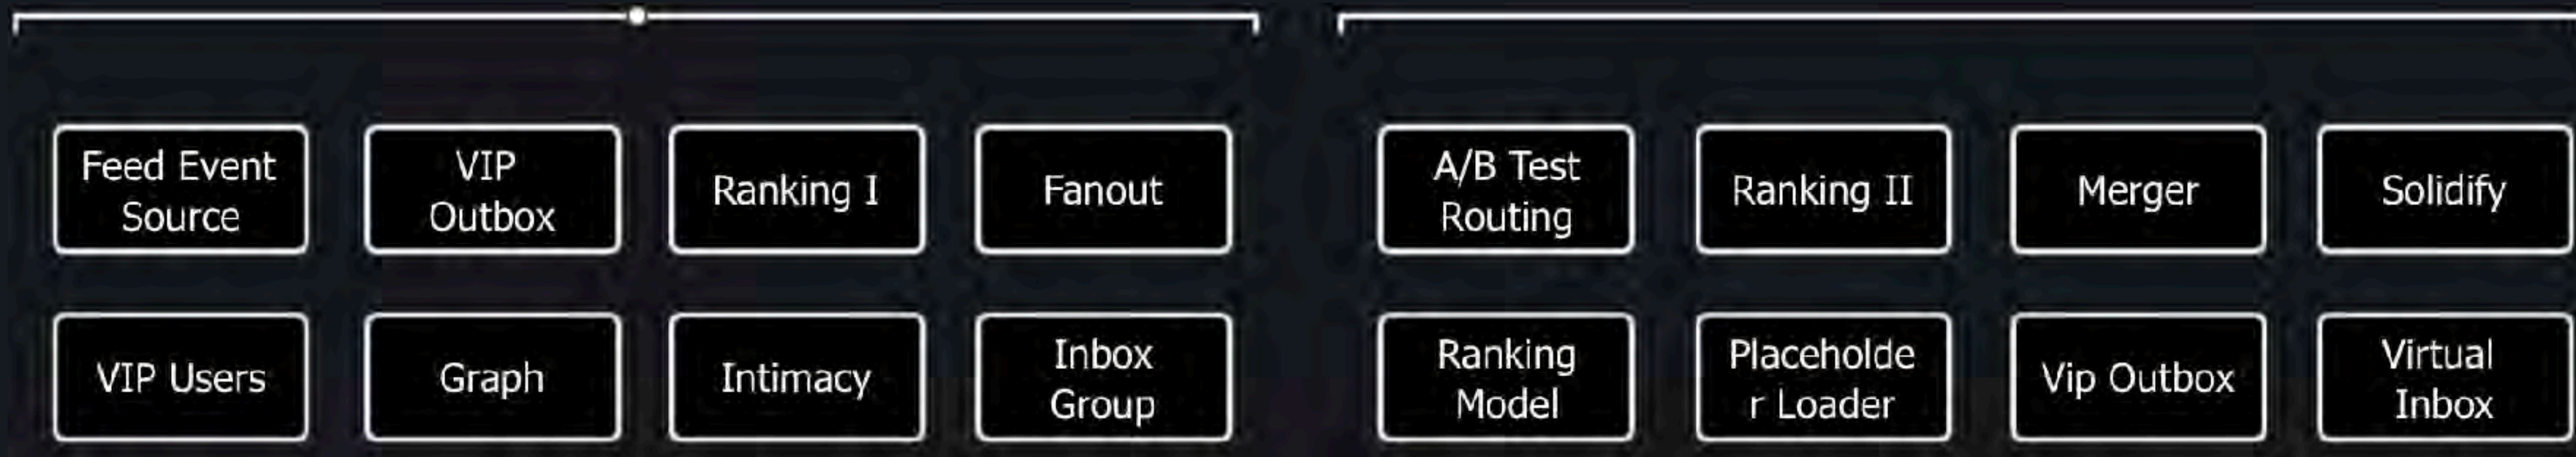 Feed Event
Source
VIP
Outbox
Ranking I
Fanout
A/B Test
Routing
Ranking II
Merger
Solidify
VIP Users
Graph
Intimacy
Inbox
Group
Ranking
Model
Placeholde
r Loader
Vip Outbox
Virtual
Inbox